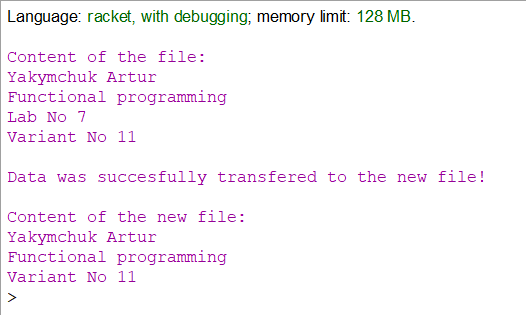 Language: racket, with debugging; memory limit: 128 MB.
Content of the file:
Yakymchuk Artur
Functional programming
Lab No 7
Variant No 11
Data was succesfully transfered to the new file!
Content of the new file:
Yakymchuk Artur
Functional programming
Variant No 11
>